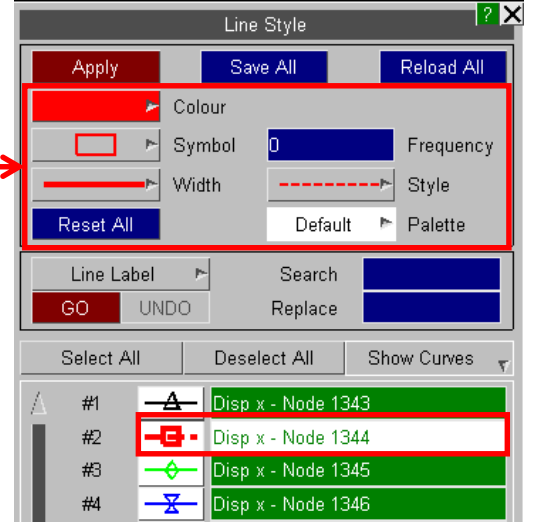 Line Style ? X
Apply Save All Reload All
Colour
Symbol 0 Frequency
Width Style
Reset All Default Palette
Line Label Search
GO UNDO Replace
Select All Deselect All Show Curves
#1 Disp x - Node 1343
#2 Disp x - Node 1344
#3 Disp x - Node 1345
#4 Disp x - Node 1346